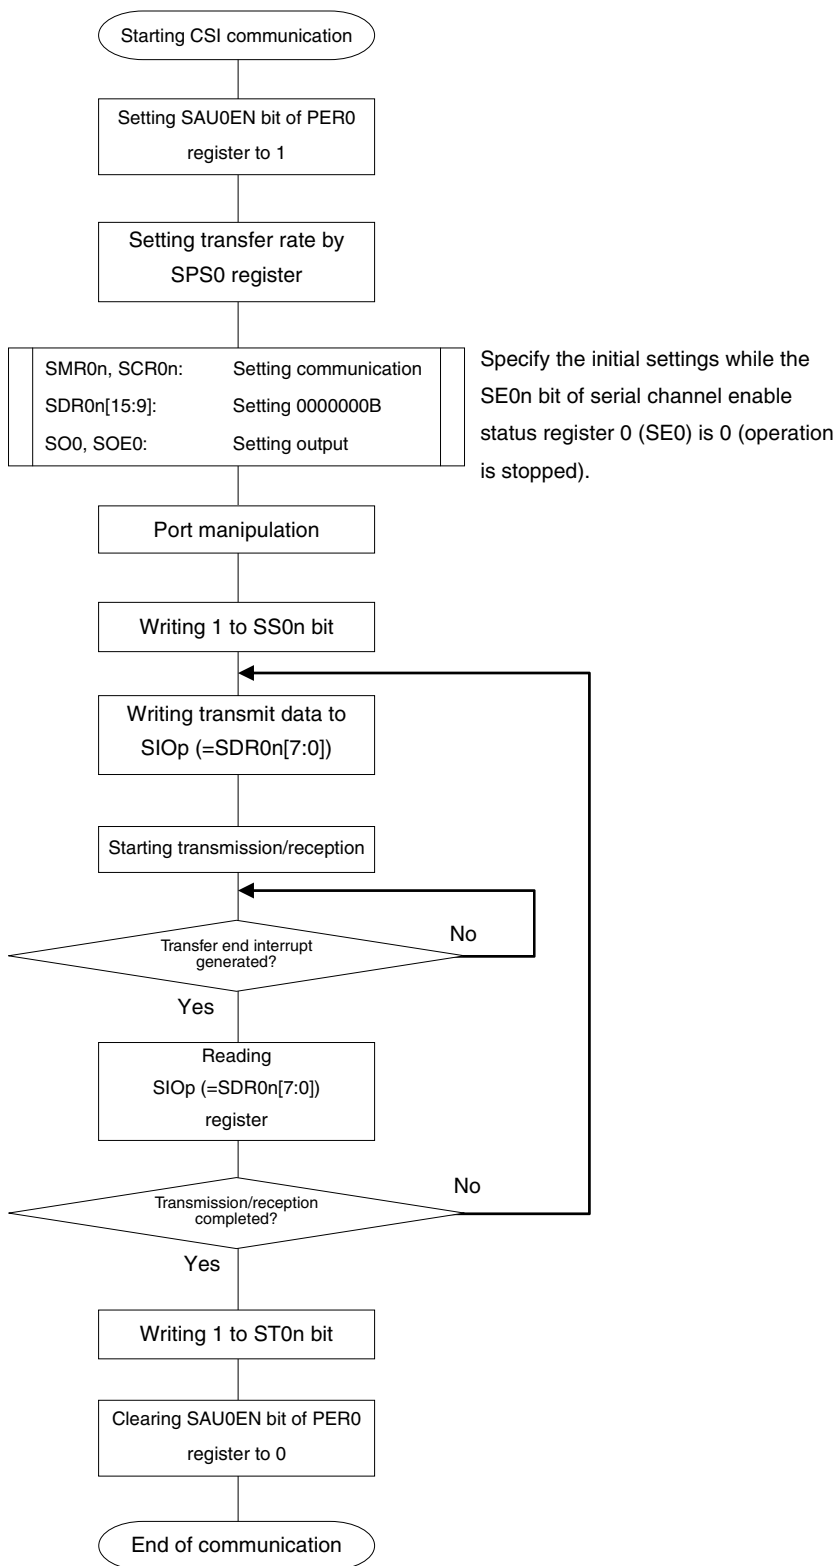 Starting CSI communication
Setting SAU0EN bit of PER0
register to 1
Setting transfer rate by
SPS0 register
SMR0n, SCR0n: Setting communication
SDR0n[15:9]: Setting 0000000B
SO0, SOE0: Setting output
Specify the initial settings while the
SE0n bit of serial channel enable
status register 0 (SE0) is 0 (operation
is stopped).
Port manipulation
Writing 1 to SS0n bit
Writing transmit data to
SIOp (=SDR0n[7:0])
Starting transmission/reception
Transfer end interrupt
generated?
No
Yes
Reading
SIOp (=SDR0n[7:0])
register
Transmission/reception
completed?
No
Yes
Writing 1 to ST0n bit
Clearing SAU0EN bit of PER0
register to 0
End of communication